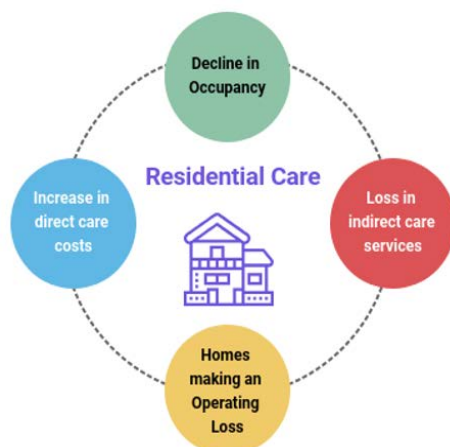 Decline in
Occupancy
Residential Care
Increase in
direct care
costs
Loss in
indirect care
services
Homes
making an
Operating
Loss